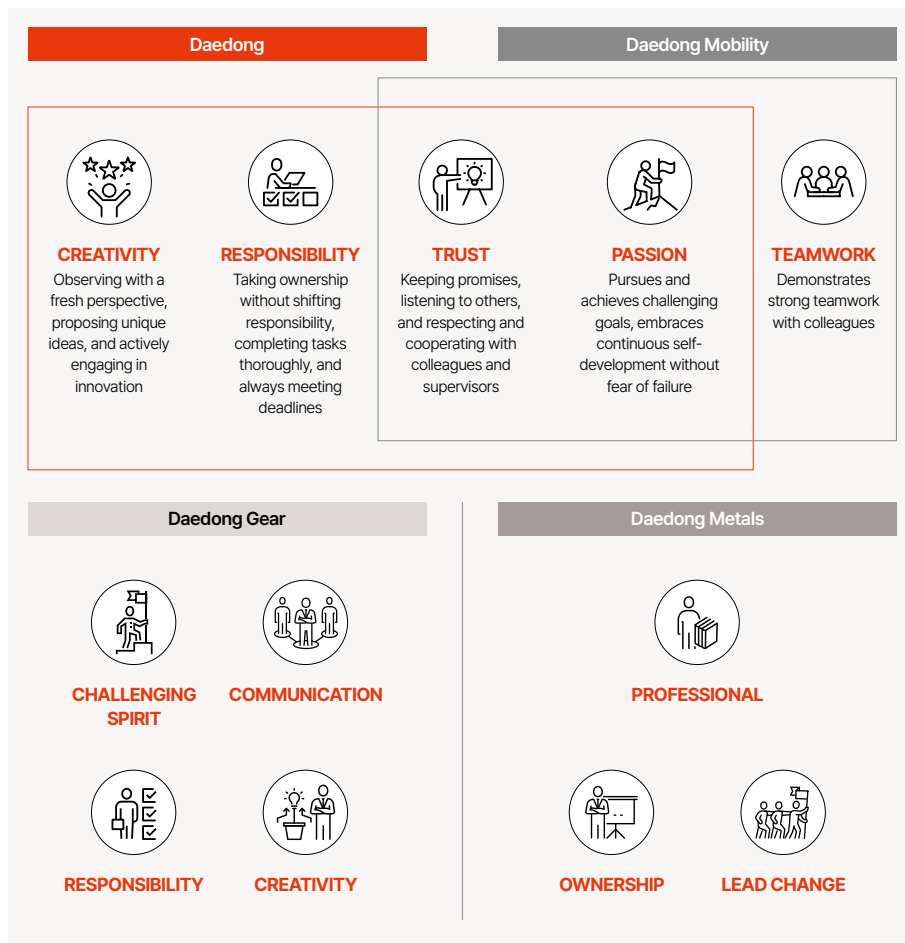 Daedong
Daedong Mobility
CREATIVITY
Observing with a
fresh perspective,
proposing unique
ideas, and actively
engaging in
innovation
RESPONSIBILITY
Taking ownership
without shifting
responsibility,
completing tasks
thoroughly, and
always meeting
deadlines
TRUST
Keeping promises,
listening to others,
and respecting and
cooperating with
colleagues and
supervisors
PASSION
Pursues and
achieves challenging
goals, embraces
continuous self-
development without
fear of failure
TEAMWORK
Demonstrates
strong teamwork
with colleagues
Daedong Gear
CHALLENGING
SPIRIT
COMMUNICATION
RESPONSIBILITY
CREATIVITY
Daedong Metals
PROFESSIONAL
OWNERSHIP
LEAD CHANGE